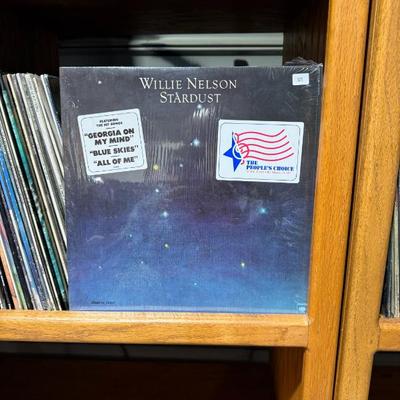 WILLIE NELSON
STARDUST
FEATURING
THE HIT SONGS
"GEORGIA ON
MY MIND"
"BLUE SKIES"
"ALL OF ME"
THE
PEOPLE'S CHOICE